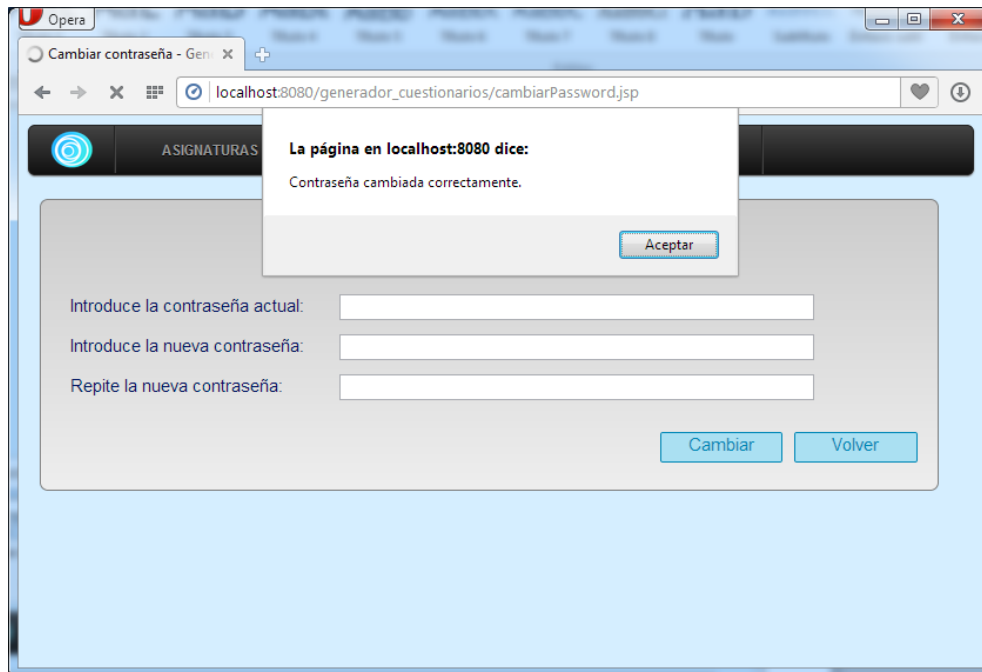 Opera
Cambiar contraseña - Gen
localhost:8080/generador_cuestionarios/cambiarPassword.jsp
ASIGNATURAS
La página en localhost:8080 dice:
Contraseña cambiada correctamente.
Aceptar
Introduce la contraseña actual:
Introduce la nueva contraseña:
Repite la nueva contraseña:
Cambiar Volver